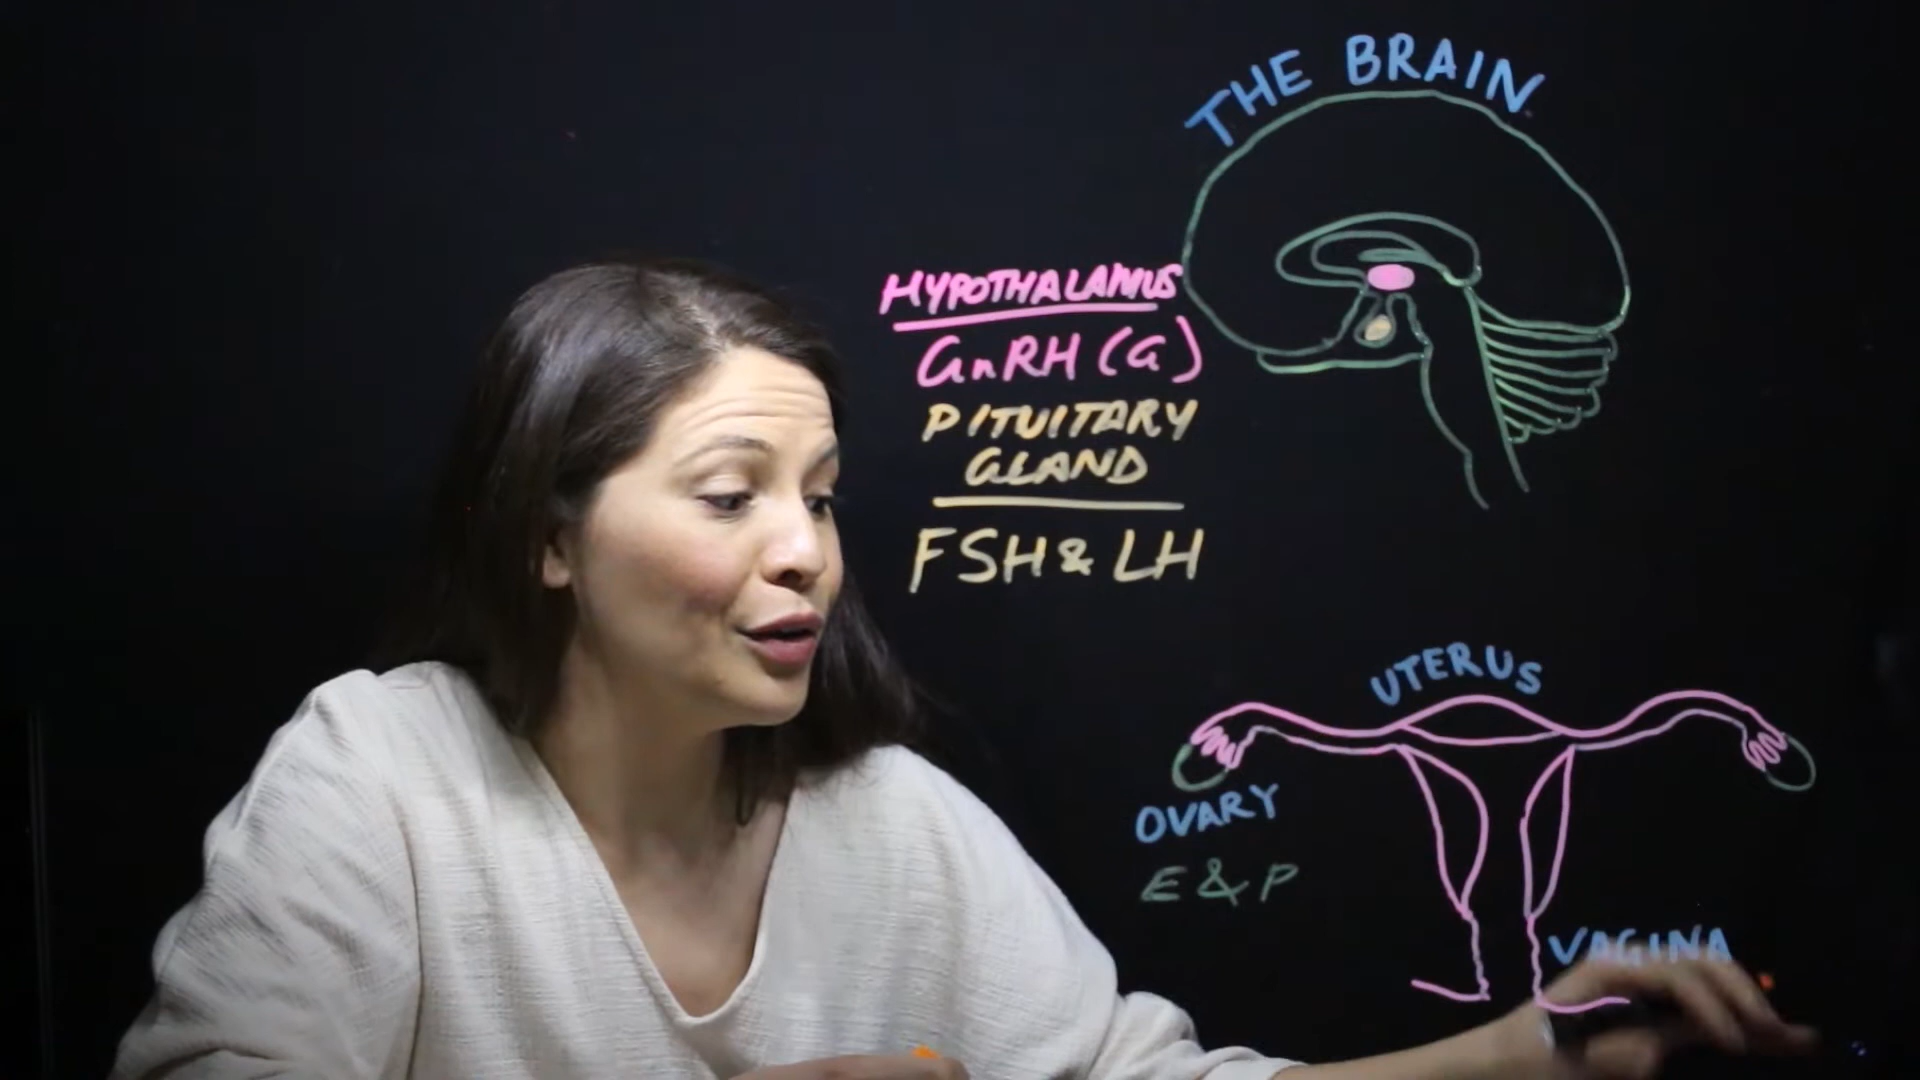 THE BRAIN
HYPOTHALAMUS
GnRH (G)
PITUITARY
GLAND
FSH & LH
UTERUS
OVARY
E & P
VAGINA